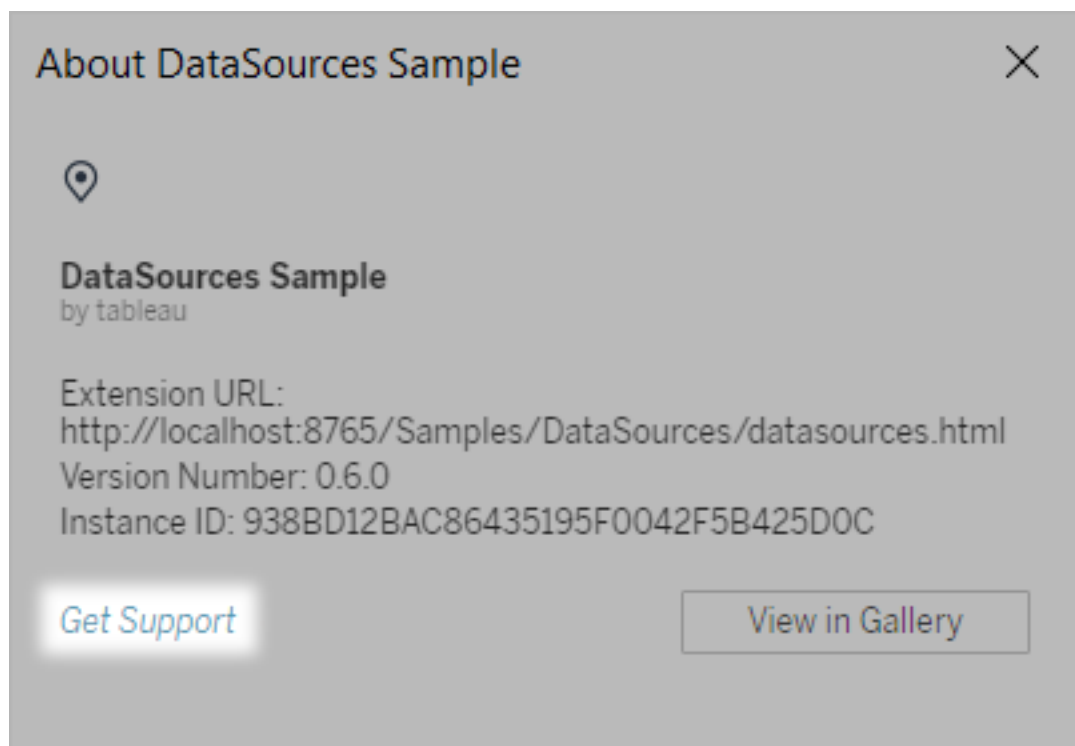 About DataSources Sample
DataSources Sample
by tableau
Extension URL:
http://localhost:8765/Samples/DataSources/datasources.html
Version Number: 0.6.0
Instance ID: 938BD12BAC86435195F0042F5B425D0C
Get Support
View in Gallery